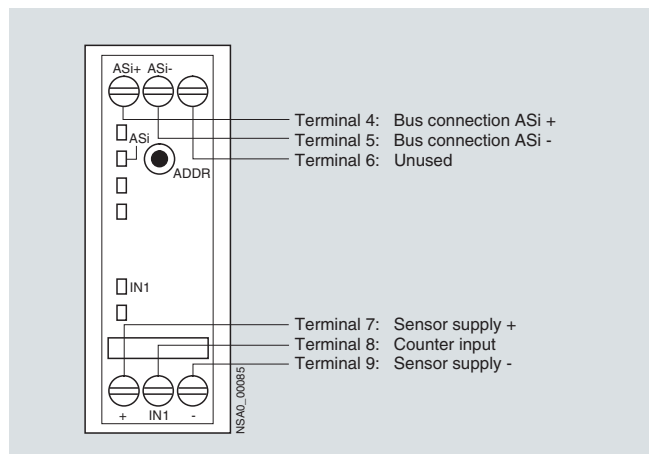 ASi+ ASi-
Terminal 4: Bus connection ASi +
Terminal 5: Bus connection ASi -
Terminal 6: Unused
ASi
ADDR
IN1
Terminal 7: Sensor supply +
Terminal 8: Counter input
Terminal 9: Sensor supply -
+ IN1 -
NSA0_00085